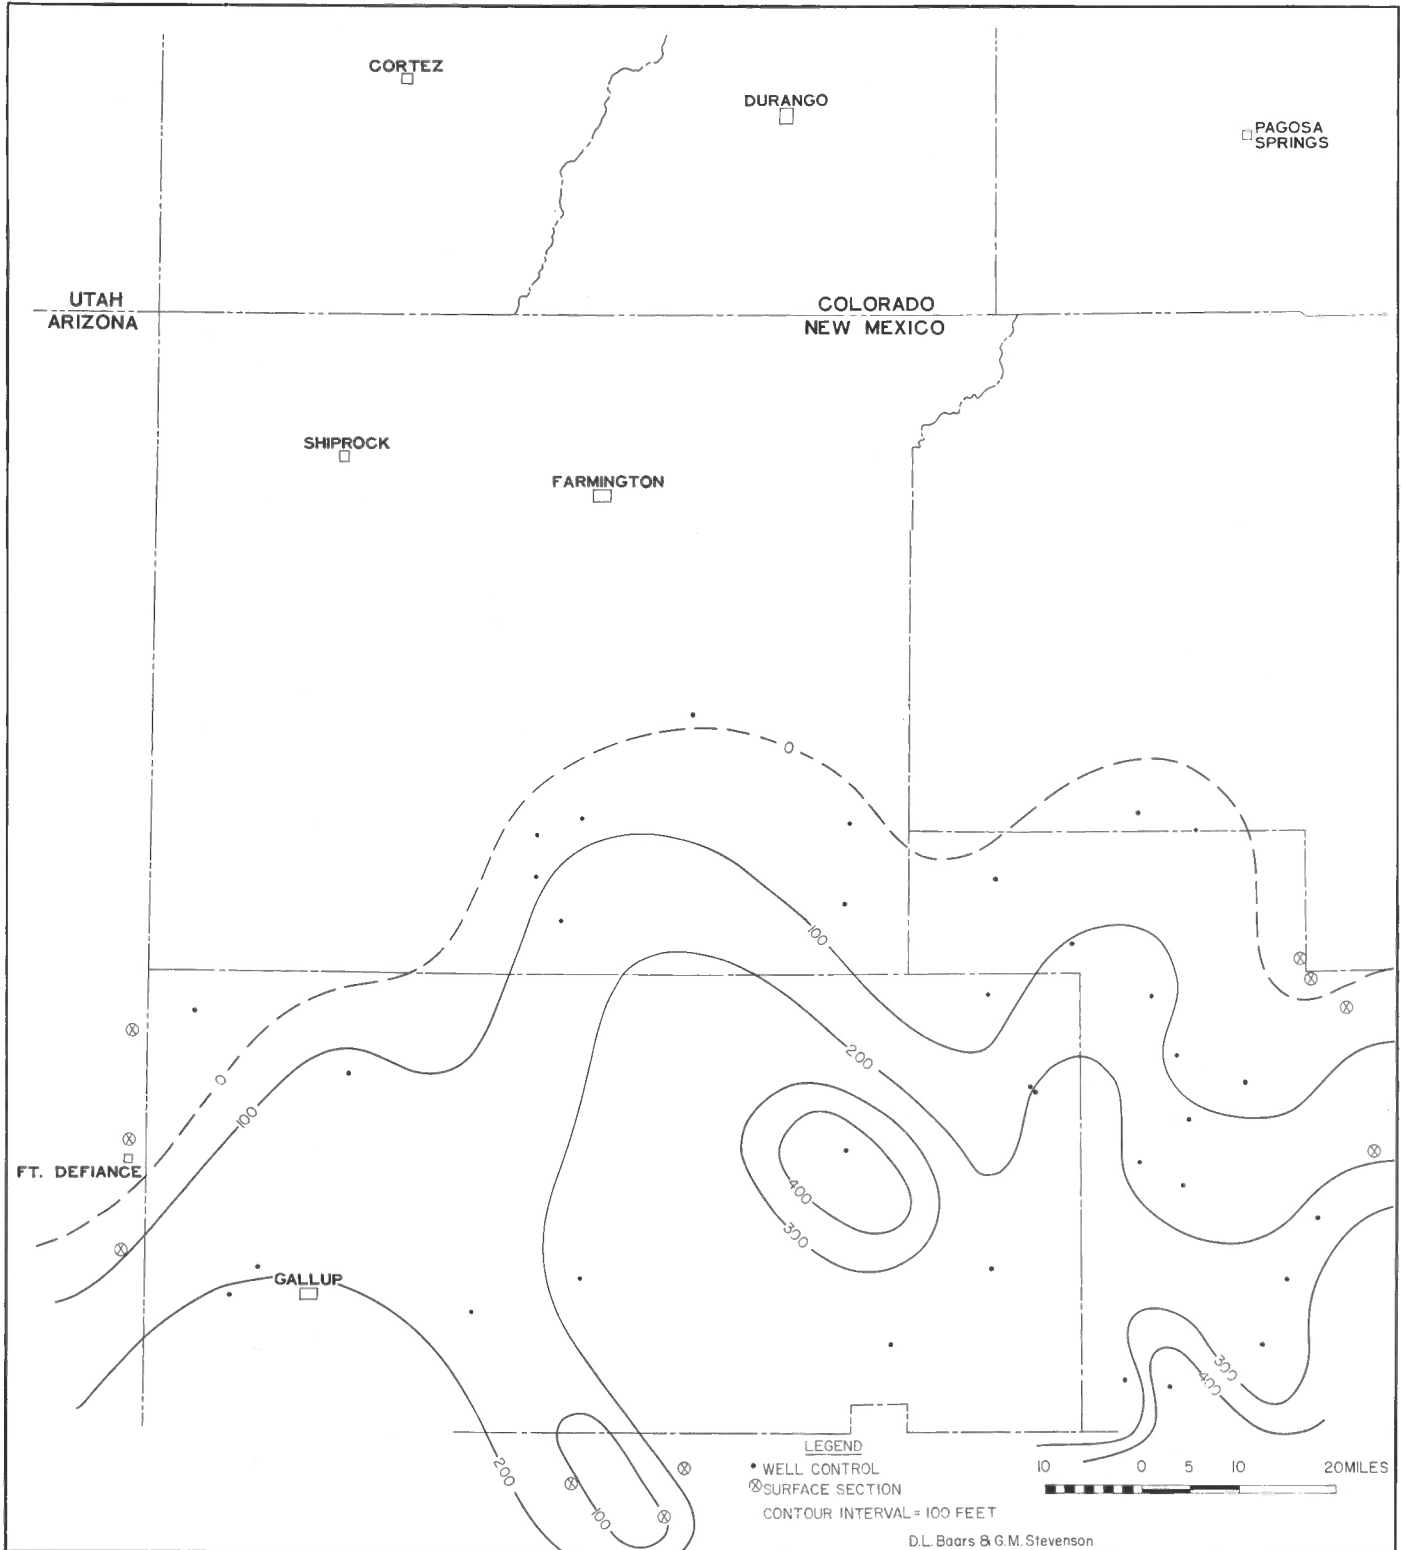 CORTEZ
DURANGO
PAGOSA
SPRINGS
UTAH
ARIZONA
COLORADO
NEW MEXICO
SHIPROCK
FARMINGTON
0
100
200
0
100
FT. DEFIANCE
400
300
GALLUP
300
400
200
100
LEGEND
WELL CONTROL
SURFACE SECTION
CONTOUR INTERVAL = 100 FEET
10 0 5 10 20 MILES
D.L. Baars & G.M. Stevenson